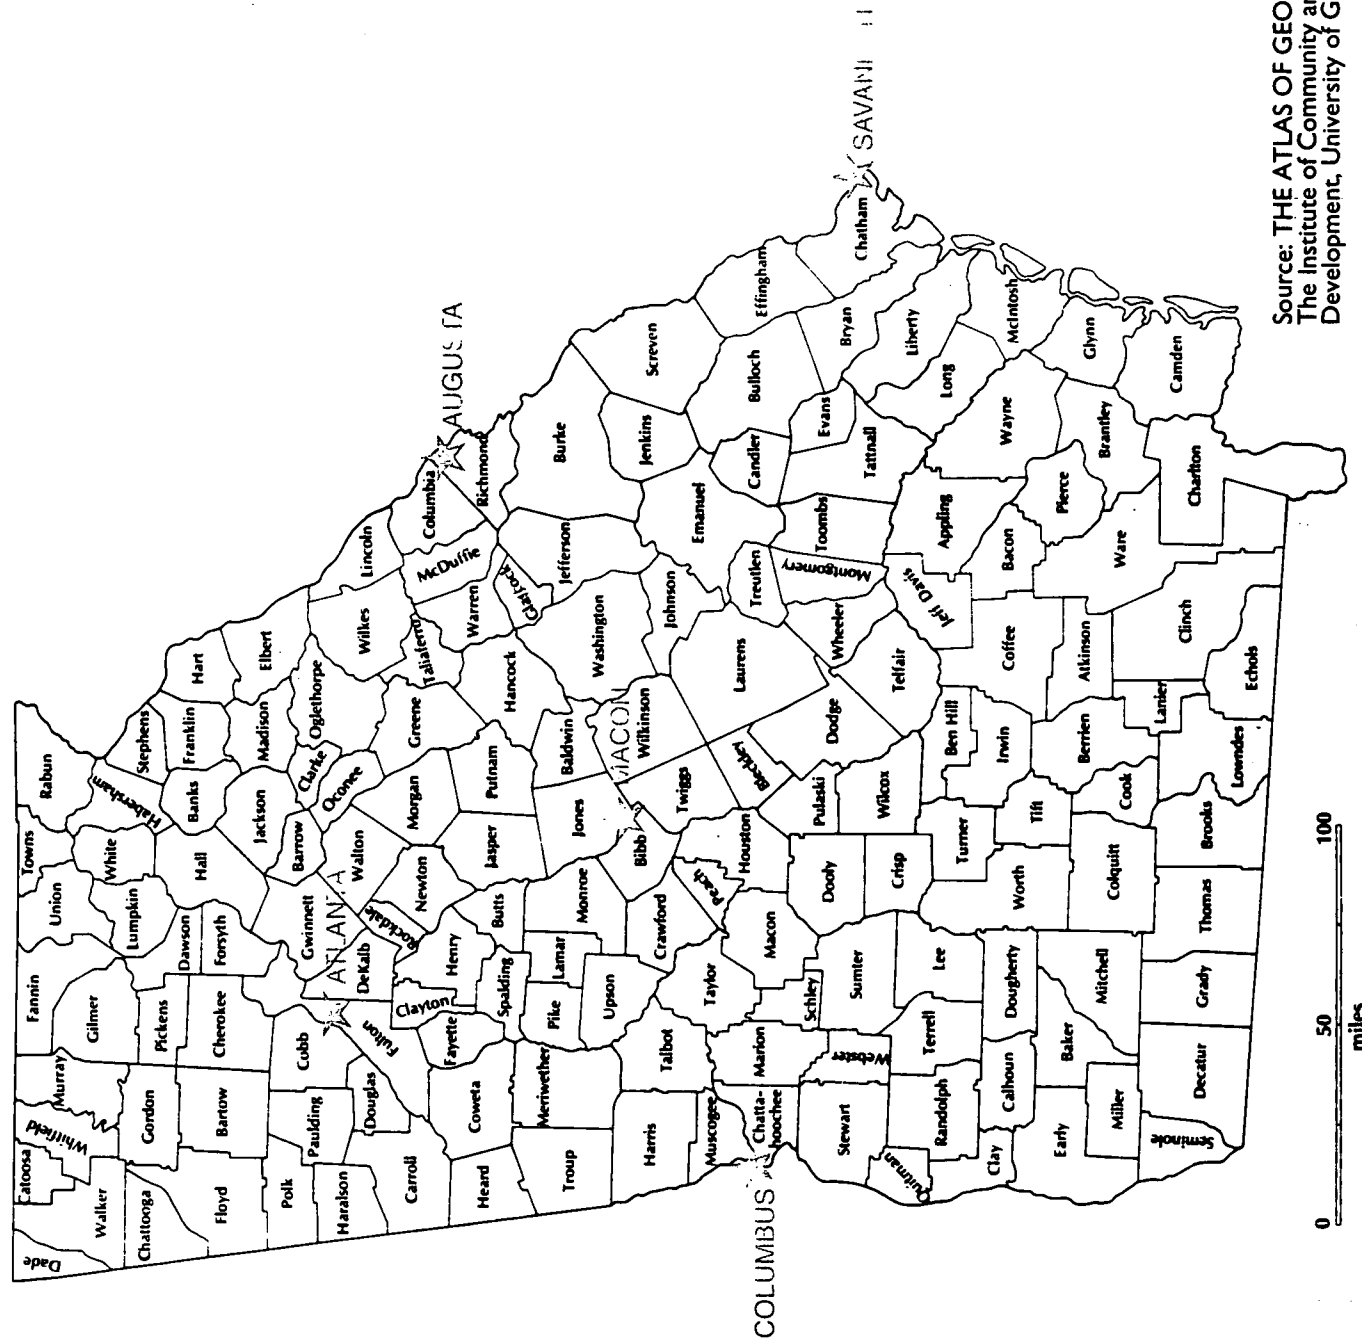 Dade
Walker
Catoosa
Whitfield
Murray
Fannin
Union
Towns
Rabun
Gilmer
Lumpkin
White
Habersham
Stephens
Chattooga
Gordon
Pickens
Dawson
Hall
Banks
Franklin
Hart
Floyd
Bartow
Cherokee
Forsyth
Jackson
Madison
Elbert
Polk
Paulding
Cobb
Gwinnett
Barrow
Clarke
Oglethorpe
Haralson
Douglas
Fulton
ATLANTA
DeKalb
Rockdale
Walton
Oconee
Wilkes
Lincoln
Carroll
Clayton
Fayette
Henry
Newton
Morgan
Greene
Taliaferro
McDuffie
Columbia
AUGUSTA
Heard
Coweta
Spalding
Butts
Jasper
Putnam
Hancock
Warren
Richmond
Troup
Meriwether
Pike
Lamar
Monroe
Jones
Baldwin
Washington
Jefferson
Burke
Harris
Talbot
Upson
Crawford
Bibb
MACON
Wilkinson
Johnson
Emanuel
Jenkins
Screven
Muscogee
Chatta-
hoochee
Marion
Taylor
Peach
Houston
Twiggs
Bleckley
Laurens
Treutlen
Candler
Bulloch
Effingham
COLUMBUS
Schley
Macon
Dooly
Pulaski
Dodge
Wheeler
Montgomery
Toombs
Evans
Bryan
Chatham
Stewart
Webster
Sumter
Crisp
Wilcox
Telfair
Jeff Davis
Tattnall
Liberty
Quitman
Randolph
Terrell
Lee
Turner
Ben Hill
Appling
Long
McIntosh
Clay
Calhoun
Dougherty
Worth
Tift
Irwin
Coffee
Bacon
Wayne
Early
Baker
Mitchell
Colquitt
Cook
Berrien
Atkinson
Ware
Pierce
Brantley
Glynn
Miller
Lanier
Clinch
Charlton
Camden
Seminole
Decatur
Grady
Thomas
Brooks
Lowndes
Echols
0 50 100
miles
Source: THE ATLAS OF GEO
The Institute of Community
Development, University of G